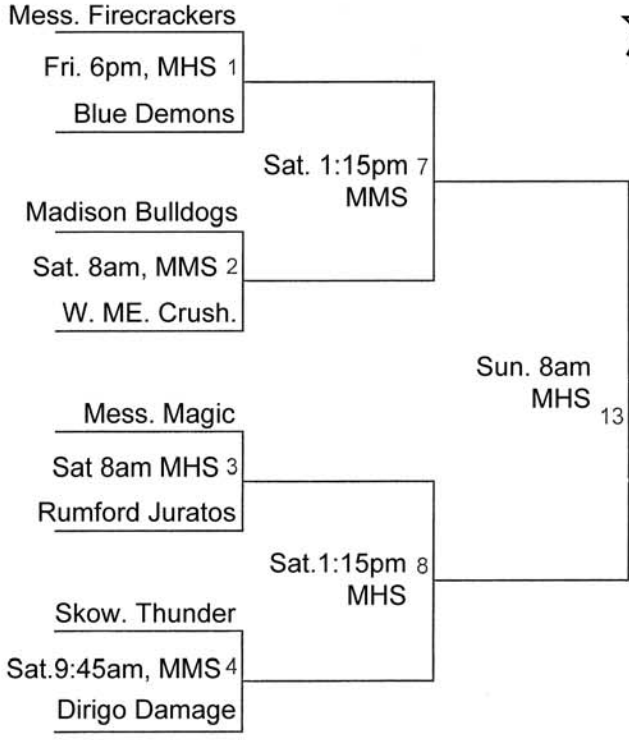 Mess. Firecrackers
Fri. 6pm, MHS 1
Blue Demons
Sat. 1:15pm 7
MMS
Madison Bulldogs
Sat. 8am, MMS 2
W. ME. Crush.
Sun. 8am
MHS
13
Mess. Magic
Sat 8am MHS 3
Rumford Juratos
Sat.1:15pm 8
MHS
Skow. Thunder
Sat.9:45am, MMS 4
Dirigo Damage